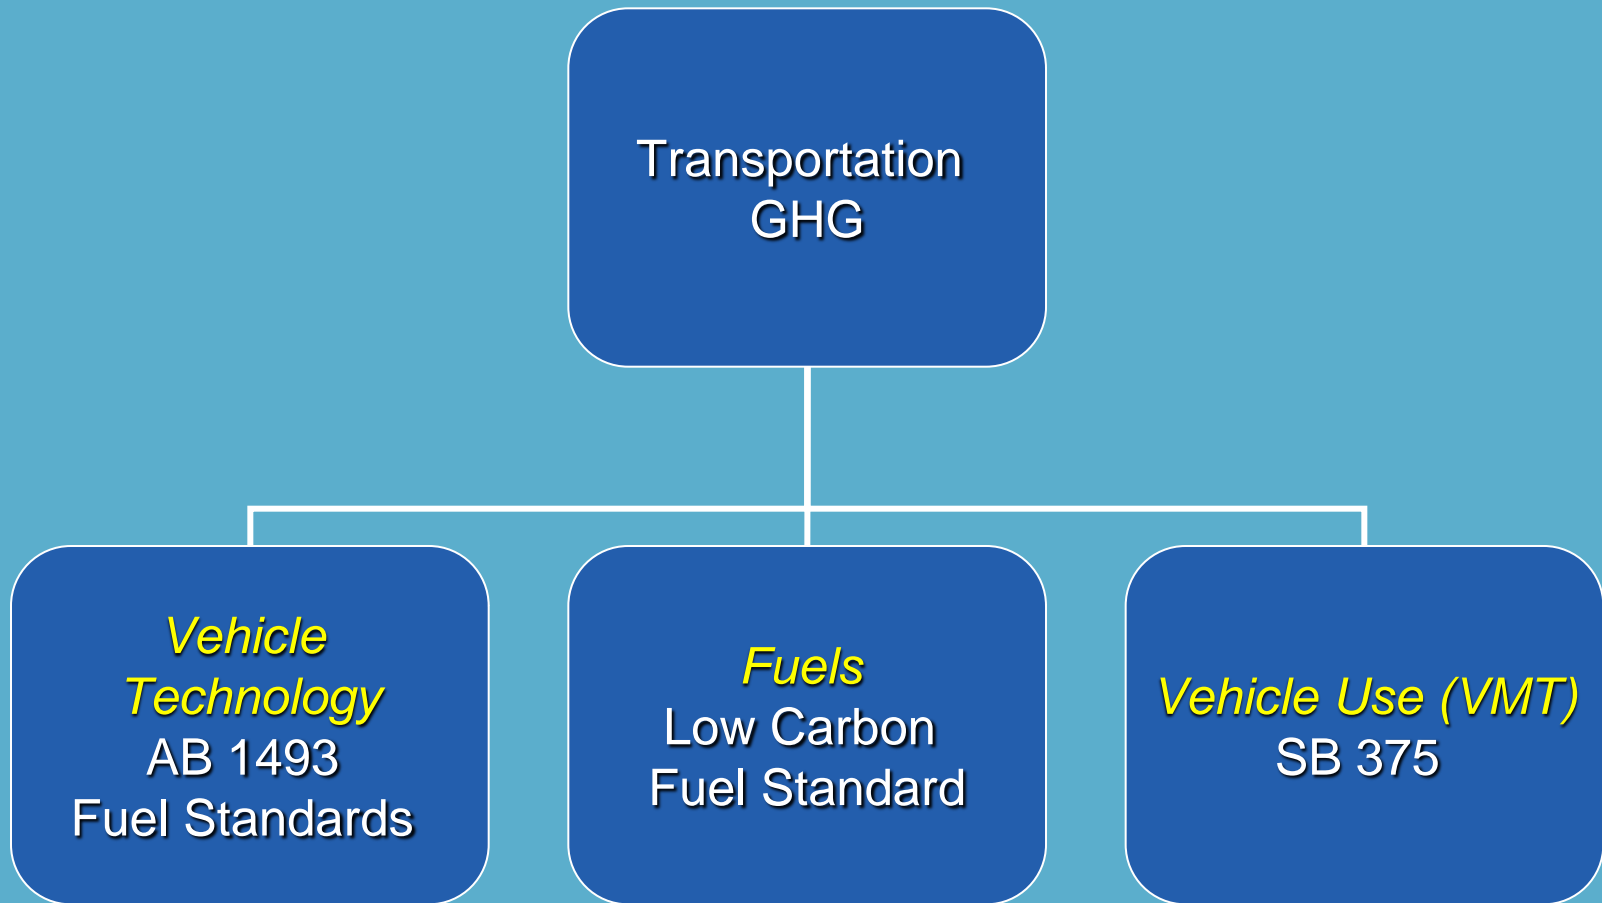 Transportation
GHG
Vehicle
Technology
AB 1493
Fuel Standards
Fuels
Low Carbon
Fuel Standard
Vehicle Use (VMT)
SB 375